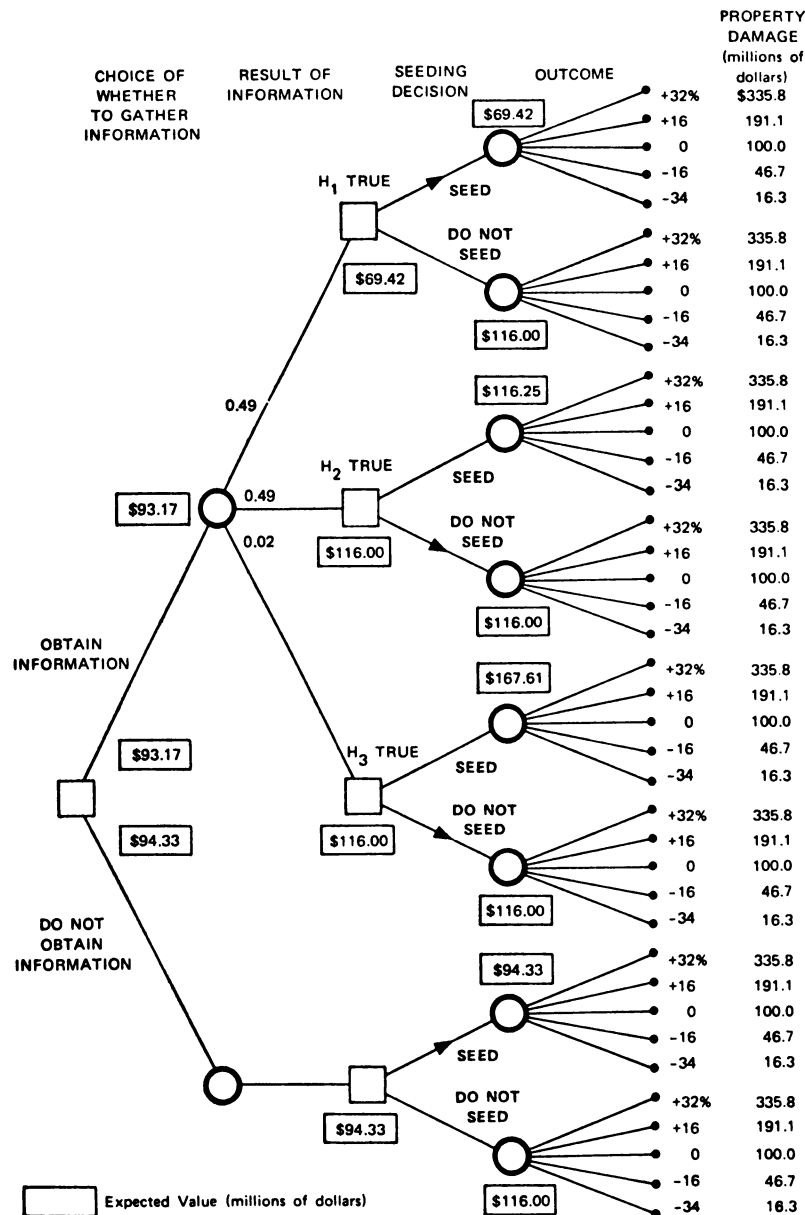 PROPERTY
DAMAGE
(millions of
dollars)
CHOICE OF
WHETHER
TO GATHER
INFORMATION
RESULT OF
INFORMATION
SEEDING
DECISION
OUTCOME
$69.42
+32% $335.8
+16 191.1
0 100.0
-16 46.7
-34 16.3
H1 TRUE
SEED
DO NOT
SEED
$69.42
+32% 335.8
+16 191.1
0 100.0
-16 46.7
-34 16.3
$116.00
0.49
$116.25
+32% 335.8
+16 191.1
0 100.0
-16 46.7
-34 16.3
H2 TRUE
SEED
$93.17
0.49
0.02
$116.00
DO NOT
SEED
+32% 335.8
+16 191.1
0 100.0
-16 46.7
-34 16.3
$116.00
OBTAIN
INFORMATION
$167.61
+32% 335.8
+16 191.1
0 100.0
-16 46.7
-34 16.3
$93.17
H3 TRUE
SEED
$94.33
$116.00
DO NOT
SEED
+32% 335.8
+16 191.1
0 100.0
-16 46.7
-34 16.3
$116.00
DO NOT
OBTAIN
INFORMATION
$94.33
+32% 335.8
+16 191.1
0 100.0
-16 46.7
-34 16.3
SEED
$94.33
DO NOT
SEED
+32% 335.8
+16 191.1
0 100.0
-16 46.7
-34 16.3
$116.00
Expected Value (millions of dollars)